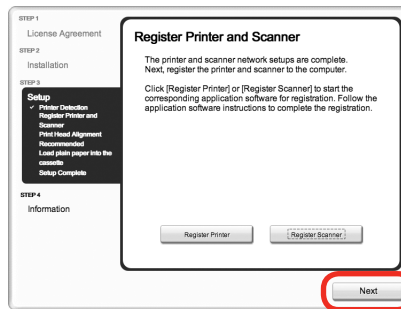 STEP 1
License Agreement
STEP 2
Installation
STEP 3
Setup
✓ Printer Detection
Register Printer and
Scanner
Print Head Alignment
Recommended
Load plain paper into the
cassette
Setup Complete
STEP 4
Information
Register Printer and Scanner
The printer and scanner network setups are complete.
Next, register the printer and scanner to the computer.
Click [Register Printer] or [Register Scanner] to start the
corresponding application software for registration. Follow the
application software instructions to complete the registration.
Register Printer
Register Scanner
Next